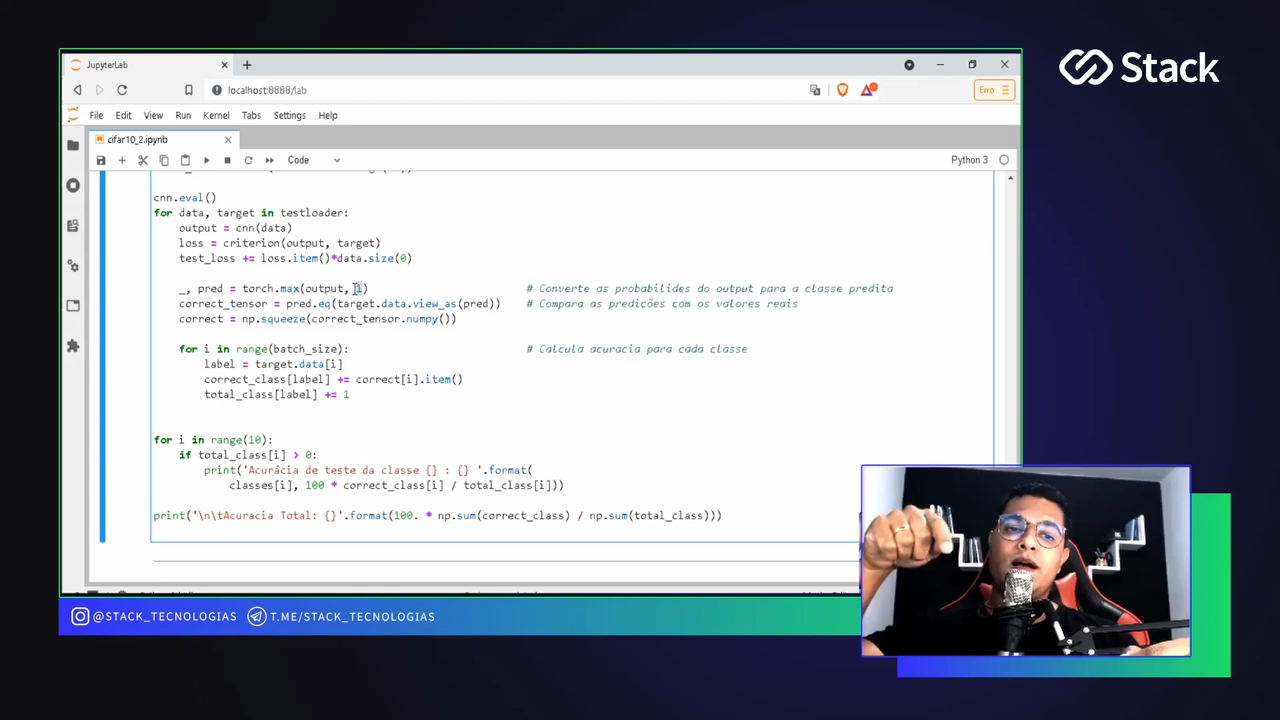 Stack
JupyterLab
localhost:8888/lab
Erro
File Edit View Run Kernel Tabs Settings Help
cifar10_2.ipynb
Code
Python 3
cnn.eval()
for data, target in testloader:
output = cnn(data)
loss = criterion(output, target)
test_loss += loss.item()*data.size(0)
_, pred = torch.max(output, 1) # Converte as probabilides do output para a classe predita
correct_tensor = pred.eq(target.data.view_as(pred)) # Compara as predições com os valores reais
correct = np.squeeze(correct_tensor.numpy())
for i in range(batch_size): # Calcula acuracia para cada classe
label = target.data[i]
correct_class[label] += correct[i].item()
total_class[label] += 1
for i in range(10):
if total_class[i] > 0:
print('Acurácia de teste da classe {} : {} '.format(
classes[i], 100 * correct_class[i] / total_class[i]))
print('\n\tAcuracia Total: {}'.format(100. * np.sum(correct_class) / np.sum(total_class)))
@STACK_TECNOLOGIAS T.ME/STACK_TECNOLOGIAS